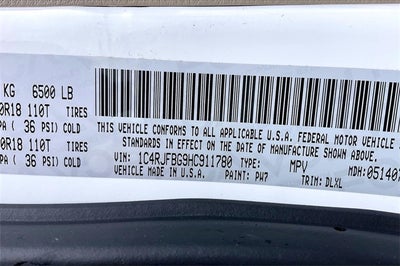 KG 6500 LB
0R18 110T TIRES
PA ( 36 PSI) COLD
0R18 110T TIRES
PA ( 36 PSI) COLD
THIS VEHICLE CONFORMS TO ALL APPLICABLE U.S.A. FEDERAL MOTOR VEHICLE
STANDARDS IN EFFECT ON THE DATE OF MANUFACTURE SHOWN ABOVE.
VIN: 1C4RJFBG9HC911780 TYPE: MPV MDH: 051407
VEHICLE MADE IN U.S.A. PAINT: PW7 TRIM: DLXL